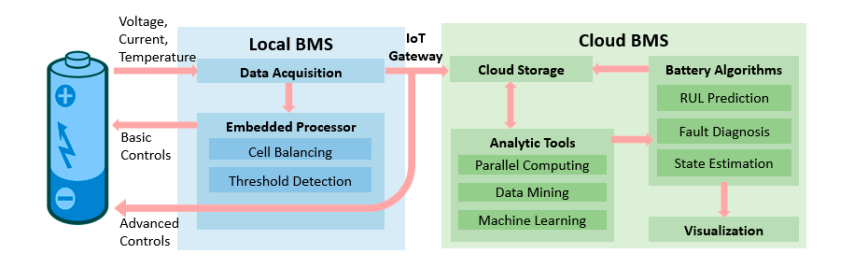 Voltage,
Current,
Temperature
Basic
Controls
Advanced
Controls
Local BMS
Data Acquisition
Embedded Processor
Cell Balancing
Threshold Detection
IoT
Gateway
Cloud BMS
Cloud Storage
Analytic Tools
Parallel Computing
Data Mining
Machine Learning
Battery Algorithms
RUL Prediction
Fault Diagnosis
State Estimation
Visualization